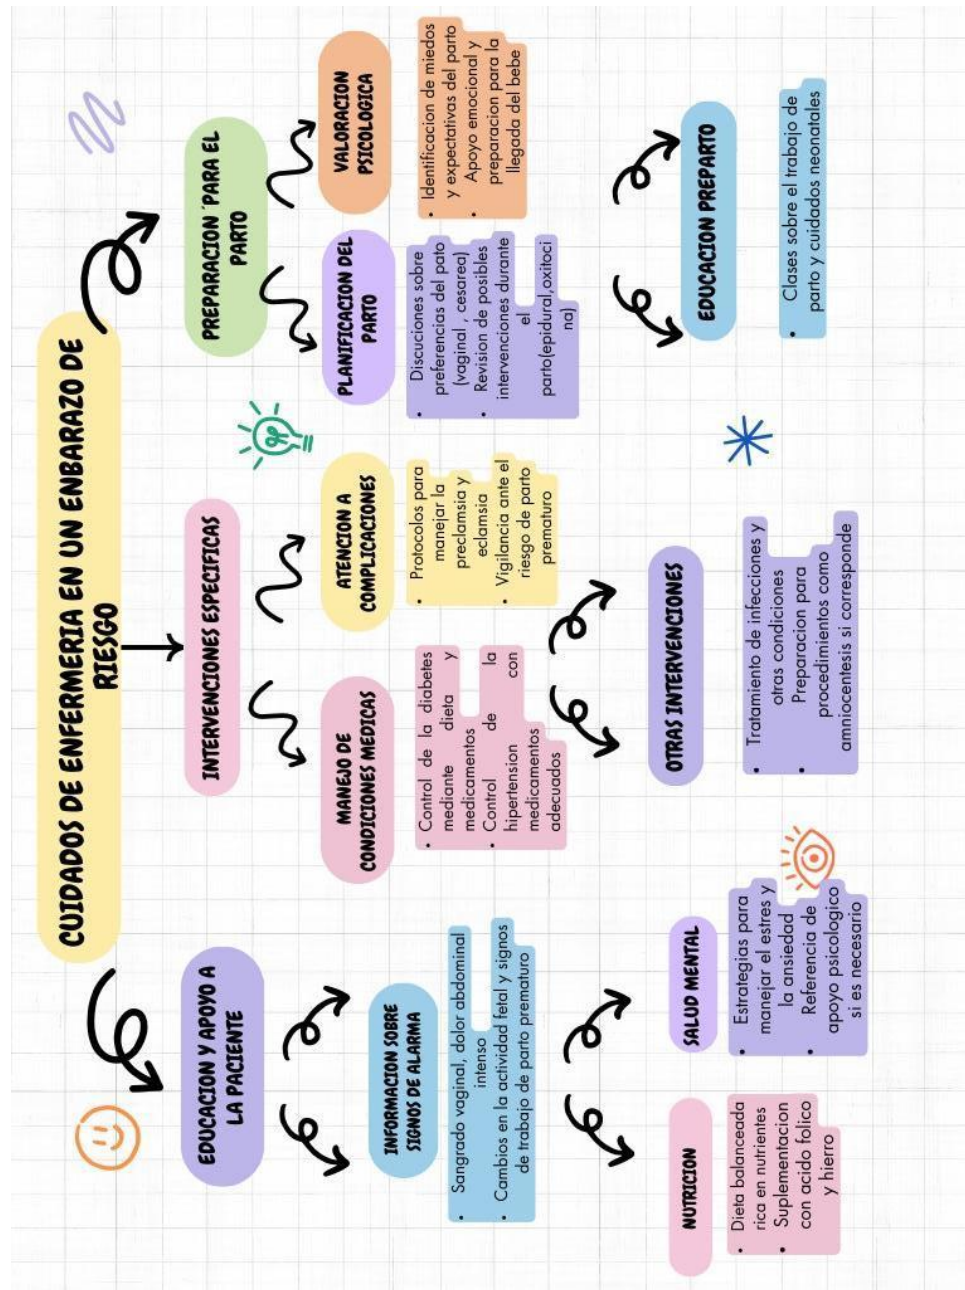 CUIDADOS DE ENFERMERIA EN UN ENBARAZO DE
RIESGO
EDUCACION Y APOYO A
LA PACIENTE
INFORMACION SOBRE
SIGNOS DE ALARMA
• Sangrado vaginal, dolor abdominal
intenso
• Cambios en la actividad fetal y signos
de trabajo de parto prematuro
NUTRICION
• Dieta balanceada
rica en nutrientes
• Suplementacion
con acido folico
y hierro
SALUD MENTAL
• Estrategias para
manejar el estres y
la ansiedad
• Referencia de
apoyo psicologico
si es necesario
INTERVENCIONES ESPECIFICAS
MANEJO DE
CONDICIONES MEDICAS
• Control de la diabetes
mediante dieta y
medicamentos
• Control de la
hipertension con
medicamentos
adecuados
ATENCION A
COMPLICACIONES
• Protocolos para
manejar la
preclamsia y
eclamsia
• Vigilancia ante el
riesgo de parto
prematuro
OTRAS INTERVENCIONES
• Tratamiento de infecciones y
otras condiciones
• Preparacion para
procedimientos como
amniocentesis si corresponde
PREPARACION PARA EL
PARTO
PLANIFICACION DEL
PARTO
• Discuciones sobre
preferencias del pato
(vaginal , cesarea)
• Revision de posibles
intervenciones durante
el
parto(epidural,oxitoci
na)
VALORACION
PSICOLOGICA
• Identificacion de miedos
y expectativas del parto
• Apoyo emocional y
preparacion para la
llegada del bebe
EDUCACION PREPARTO
• Clases sobre el trabajo de
parto y cuidados neonatales